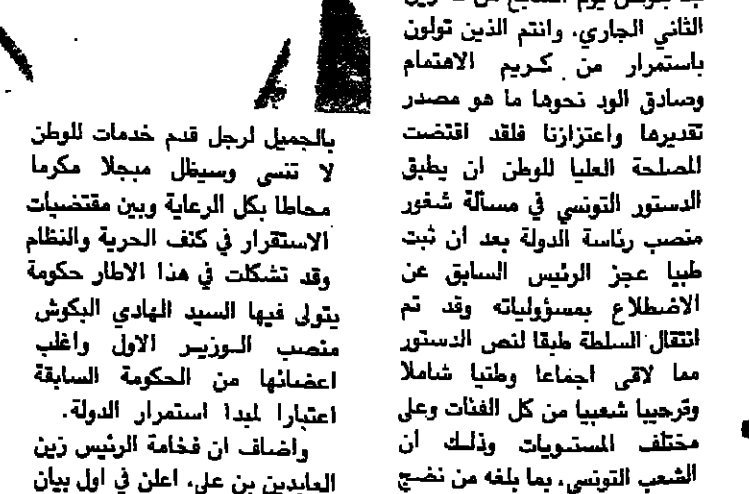 الثاني الجاري. وانتم الذين تولون
باستمرار من كريم الاهتمام
وصادق الود نحوها ما هو مصدر
تقديرها واعتزازنا فلقد اقتضت
المصلحة العليا للوطن ان يطبق
الدستور التونسي في مسألة شغور
منصب رئاسة الدولة بعد ان ثبت
طبيا عجز الرئيس السابق عن
الاضطلاع بمسؤولياته وقد تم
انتقال السلطة طبقا لنص الدستور
مما لاقى اجماعا وطنيا شاملا
وترحيبا شعبيا من كل الفئات وعلى
مختلف المستويات وذلك ان
الشعب التونسي. بما بلغه من نضج
بالجميل لرجل قدم خدمات للوطن
لا تنسى وسيظل مبجلا مكرما
محاطا بكل الرعاية وبين مقتضيات
الاستقرار في كنف الحرية والنظام
وقد تشكلت في هذا الاطار حكومة
يتولى فيها السيد الهادي البكوش
منصب الوزير الاول واغلب
اعضائها من الحكومة السابقة
اعتبارا لمبدا استمرار الدولة.
واضاف ان فخامة الرئيس زين
العابدين بن علي. اعلن في اول بيان